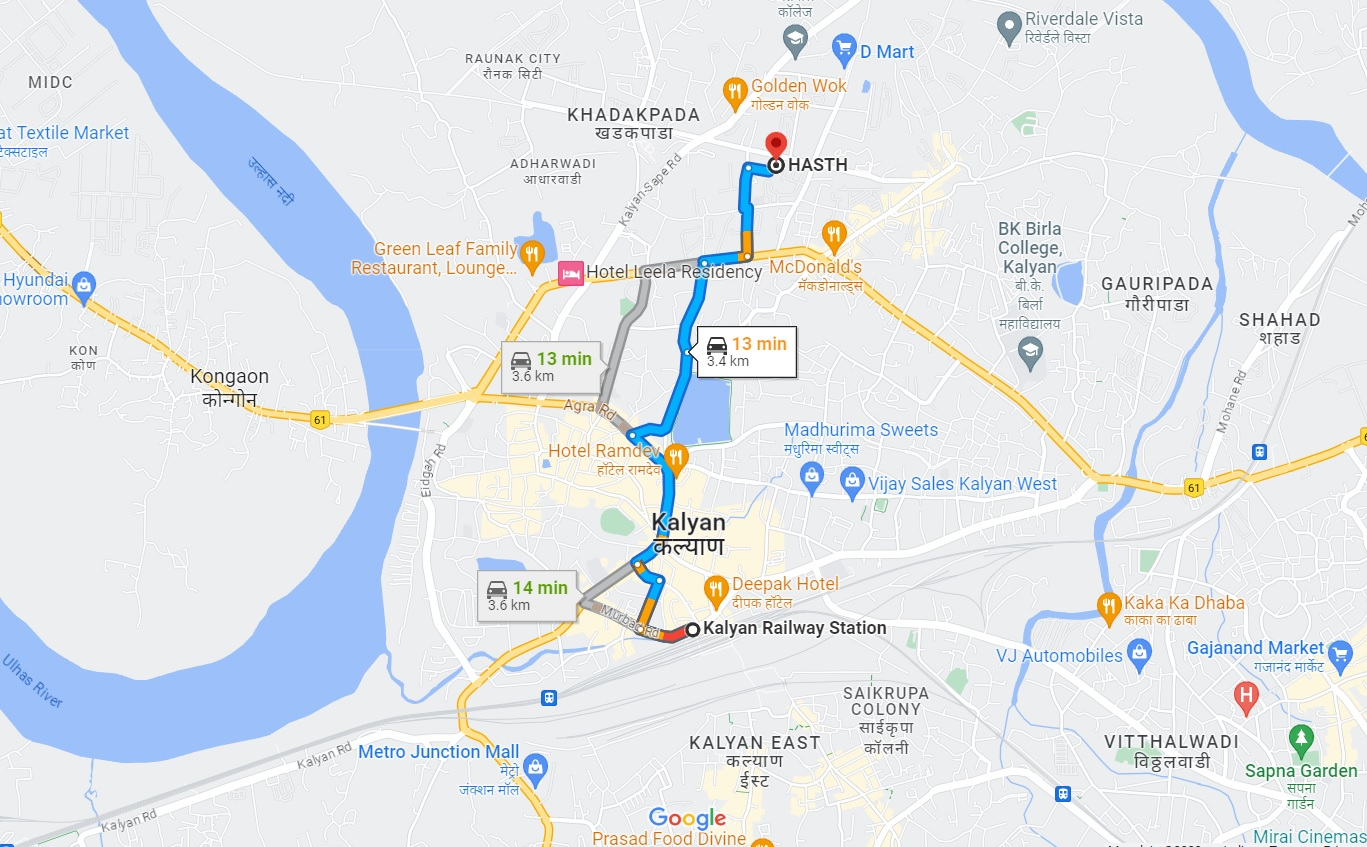 कॉलेज
Riverdale Vista
रिवेर्डले विस्टा
D Mart
RAUNAK CITY
रौनक सिटी
MIDC
Golden Wok
गोल्डन वोक
KHADAKPADA
खडकपाडा
at Textile Market
टेक्सटाइल
ADHARWADI
आधारवाडी
HASTH
उल्हास नदी
Kalyan-Sape Rd
BK Birla
College,
Kalyan
बी.के.
बिर्ला
महाविद्यालय
Green Leaf Family
Restaurant, Lounge...
Hotel Leela Residency
McDonald's
मॅकडोनाल्ड्स
Hyundai
howroom
GAURIPADA
गौरीपाडा
SHAHAD
शहाड
KON
कोण
13 min
3.4 km
13 min
3.6 km
Kongaon
कोन्गोन
Mohane Rd
61
Agra Rd
Madhurima Sweets
मधुरिमा स्वीट्स
Hotel Ramdev
हॉटेल रामदेव
Eidgah Rd
Vijay Sales Kalyan West
61
Kalyan
कल्याण
14 min
3.6 km
Deepak Hotel
दीपक हॉटेल
Murbad Rd
Kalyan Railway Station
Kaka Ka Dhaba
काका का ढाबा
VJ Automobiles
Gajanand Market
गजानंद मार्केट
Ulhas River
SAIKRUPA
COLONY
साईकृपा
कॉलनी
KALYAN EAST
कल्याण
ईस्ट
VITTHALWADI
विठ्ठलवाडी
Kalyan Rd
Metro Junction Mall
मेट्रो
जंक्शन मॉल
Sapna Garden
सपना
गार्डन
Kalyan Rd
Google
Prasad Food Divine
Mirai Cinemas